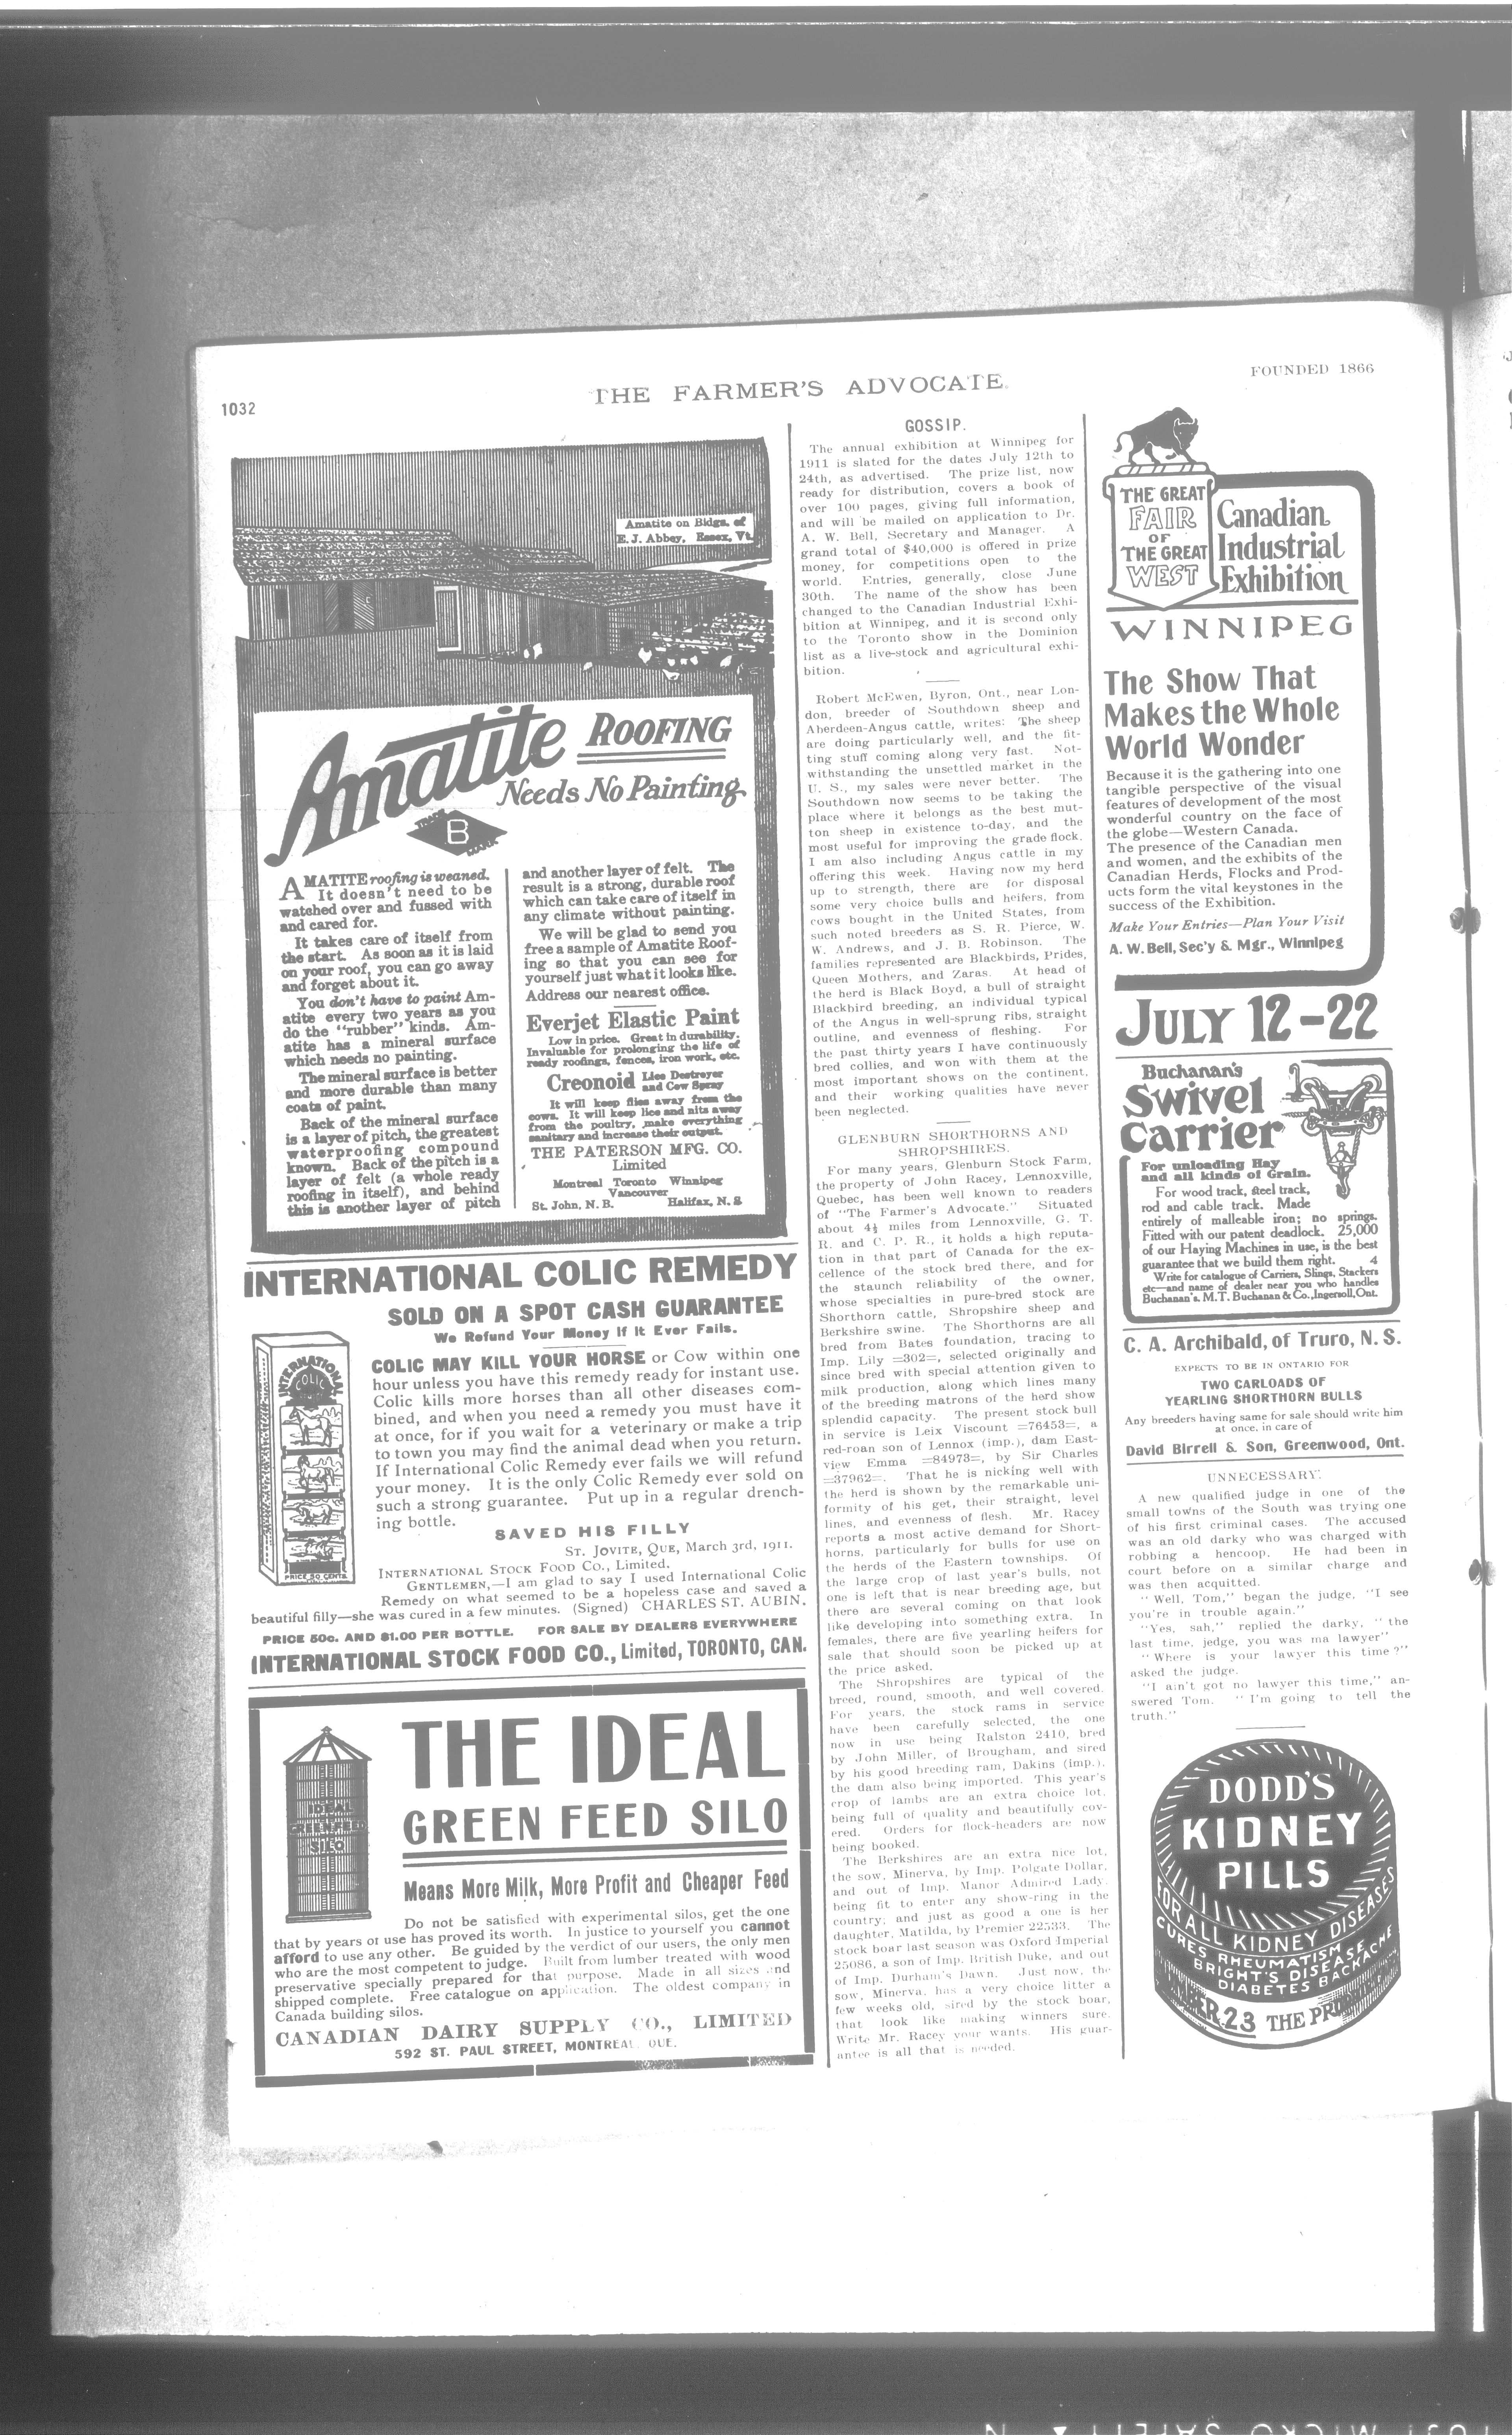 1032
THE FARMER'S ADVOCATE.
FOUNDED 1866
Amatite on Bldgs. of
E. J. Abbey, Essex, Vt.
Amatite ROOFING
Needs No Painting
TRADE
B
MARK
AMATITE roofing is weaned.
It doesn't need to be
watched over and fussed with
and cared for.
It takes care of itself from
the start. As soon as it is laid
on your roof, you can go away
and forget about it.
You don't have to paint Am-
atite every two years as you
do the "rubber" kinds. Am-
atite has a mineral surface
which needs no painting.
The mineral surface is better
and more durable than many
coats of paint.
Back of the mineral surface
is a layer of pitch, the greatest
waterproofing compound
known. Back of the pitch is a
layer of felt (a whole ready
roofing in itself), and behind
this is another layer of pitch
and another layer of felt. The
result is a strong, durable roof
which can take care of itself in
any climate without painting.
We will be glad to send you
free a sample of Amatite Roof-
ing so that you can see for
yourself just what it looks like.
Address our nearest office.
Everjet Elastic Paint
Low in price. Great in durability.
Invaluable for prolonging the life of
ready roofings, fences, iron work, etc.
Creonoid Lice Destroyer
and Cow Spray
It will keep flies away from the
cows. It will keep lice and nits away
from the poultry, make everything
sanitary and increase their output.
THE PATERSON MFG. CO.
Limited
Montreal Toronto Winnipeg
Vancouver
St. John, N. B. Halifax, N. S
INTERNATIONAL COLIC REMEDY
SOLD ON A SPOT CASH GUARANTEE
We Refund Your Money If It Ever Fails.
INTERNATIONAL
COLIC
PRICE 50 CENTS
COLIC MAY KILL YOUR HORSE or Cow within one
hour unless you have this remedy ready for instant use.
Colic kills more horses than all other diseases com-
bined, and when you need a remedy you must have it
at once, for if you wait for a veterinary or make a trip
to town you may find the animal dead when you return.
If International Colic Remedy ever fails we will refund
your money. It is the only Colic Remedy ever sold on
such a strong guarantee. Put up in a regular drench-
ing bottle.
SAVED HIS FILLY
ST. JOVITE, QUE, March 3rd, 1911.
INTERNATIONAL STOCK FOOD CO., Limited.
GENTLEMEN,—I am glad to say I used International Colic
Remedy on what seemed to be a hopeless case and saved a
beautiful filly—she was cured in a few minutes. (Signed) CHARLES ST. AUBIN.
PRICE 50c. AND $1.00 PER BOTTLE. FOR SALE BY DEALERS EVERYWHERE
INTERNATIONAL STOCK FOOD CO., Limited, TORONTO, CAN.
IDEAL
GREEN FEED
SILO
THE IDEAL
GREEN FEED SILO
Means More Milk, More Profit and Cheaper Feed
Do not be satisfied with experimental silos, get the one
that by years of use has proved its worth. In justice to yourself you cannot
afford to use any other. Be guided by the verdict of our users, the only men
who are the most competent to judge. Built from lumber treated with wood
preservative specially prepared for that purpose. Made in all sizes and
shipped complete. Free catalogue on application. The oldest company in
Canada building silos.
CANADIAN DAIRY SUPPLY CO., LIMITED
592 ST. PAUL STREET, MONTREAL, QUE.
GOSSIP.
The annual exhibition at Winnipeg for
1911 is slated for the dates July 12th to
24th, as advertised. The prize list, now
ready for distribution, covers a book of
over 100 pages, giving full information,
and will be mailed on application to Dr.
A. W. Bell, Secretary and Manager. A
grand total of $40,000 is offered in prize
money, for competitions open to the
world. Entries, generally, close June
30th. The name of the show has been
changed to the Canadian Industrial Exhi-
bition at Winnipeg, and it is second only
to the Toronto show in the Dominion
list as a live-stock and agricultural exhi-
bition.
Robert McEwen, Byron, Ont., near Lon-
don, breeder of Southdown sheep and
Aberdeen-Angus cattle, writes: The sheep
are doing particularly well, and the fit-
ting stuff coming along very fast. Not-
withstanding the unsettled market in the
U. S., my sales were never better. The
Southdown now seems to be taking the
place where it belongs as the best mut-
ton sheep in existence to-day, and the
most useful for improving the grade flock.
I am also including Angus cattle in my
offering this week. Having now my herd
up to strength, there are for disposal
some very choice bulls and heifers, from
cows bought in the United States, from
such noted breeders as S. R. Pierce, W.
W. Andrews, and J. B. Robinson. The
families represented are Blackbirds, Prides,
Queen Mothers, and Zaras. At head of
the herd is Black Boyd, a bull of straight
Blackbird breeding, an individual typical
of the Angus in well-sprung ribs, straight
outline, and evenness of fleshing. For
the past thirty years I have continuously
bred collies, and won with them at the
most important shows on the continent,
and their working qualities have never
been neglected.
GLENBURN SHORTHORNS AND
SHROPSHIRES.
For many years, Glenburn Stock Farm,
the property of John Racey, Lennoxville,
Quebec, has been well known to readers
of "The Farmer's Advocate." Situated
about 4½ miles from Lennoxville, G. T.
R. and C. P. R., it holds a high reputa-
tion in that part of Canada for the ex-
cellence of the stock bred there, and for
the staunch reliability of the owner,
whose specialties in pure-bred stock are
Shorthorn cattle, Shropshire sheep and
Berkshire swine. The Shorthorns are all
bred from Bates foundation, tracing to
Imp. Lily =302=, selected originally and
since bred with special attention given to
milk production, along which lines many
of the breeding matrons of the herd show
splendid capacity. The present stock bull
in service is Leix Viscount =76453=, a
red-roan son of Lennox (imp.), dam East-
view Emma =84973=, by Sir Charles
=37962=. That he is nicking well with
the herd is shown by the remarkable uni-
formity of his get, their straight, level
lines, and evenness of flesh. Mr. Racey
reports a most active demand for Short-
horns, particularly for bulls for use on
the herds of the Eastern townships. Of
the large crop of last year's bulls, not
one is left that is near breeding age, but
there are several coming on that look
like developing into something extra. In
females, there are five yearling heifers for
sale that should soon be picked up at
the price asked.
The Shropshires are typical of the
breed, round, smooth, and well covered.
For years, the stock rams in service
have been carefully selected, the one
now in use being Ralston 2410, bred
by John Miller, of Brougham, and sired
by his good breeding ram, Dakins (imp.),
the dam also being imported. This year's
crop of lambs are an extra choice lot,
being full of quality and beautifully cov-
ered. Orders for flock-headers are now
being booked.
The Berkshires are an extra nice lot,
the sow, Minerva, by Imp. Polgate Dollar,
and out of Imp. Manor Admired Lady,
being fit to enter any show-ring in the
country; and just as good a one is her
daughter, Matilda, by Premier 22533. The
stock boar last season was Oxford Imperial
25086, a son of Imp. British Duke, and out
of Imp. Durham's Dawn. Just now, the
sow, Minerva, has a very choice litter a
few weeks old, sired by the stock boar,
that look like making winners sure.
Write Mr. Racey your wants. His guar-
antee is all that is needed.
THE GREAT
FAIR
OF
THE GREAT
WEST
Canadian
Industrial
Exhibition
WINNIPEG
The Show That
Makes the Whole
World Wonder
Because it is the gathering into one
tangible perspective of the visual
features of development of the most
wonderful country on the face of
the globe—Western Canada.
The presence of the Canadian men
and women, and the exhibits of the
Canadian Herds, Flocks and Prod-
ucts form the vital keystones in the
success of the Exhibition.
Make Your Entries—Plan Your Visit
A. W. Bell, Sec'y & Mgr., Winnipeg
JULY 12-22
Buchanan's
Swivel
Carrier
For unloading Hay
and all kinds of Grain.
For wood track, steel track,
rod and cable track. Made
entirely of malleable iron; no springs.
Fitted with our patent deadlock. 25,000
of our Haying Machines in use, is the best
guarantee that we build them right. 4
Write for catalogue of Carriers, Slings, Stackers
etc—and name of dealer near you who handles
Buchanan's. M.T. Buchanan & Co., Ingersoll, Ont.
C. A. Archibald, of Truro, N. S.
EXPECTS TO BE IN ONTARIO FOR
TWO CARLOADS OF
YEARLING SHORTHORN BULLS
Any breeders having same for sale should write him
at once, in care of
David Birrell & Son, Greenwood, Ont.
UNNECESSARY.
A new qualified judge in one of the
small towns of the South was trying one
of his first criminal cases. The accused
was an old darky who was charged with
robbing a hencoop. He had been in
court before on a similar charge and
was then acquitted.
"Well, Tom," began the judge, "I see
you're in trouble again."
"Yes, sah," replied the darky, "the
last time, jedge, you was ma lawyer"
"Where is your lawyer this time?"
asked the judge.
"I ain't got no lawyer this time," an-
swered Tom. "I'm going to tell the
truth."
DODD'S
KIDNEY
PILLS
FOR ALL KIDNEY DISEASES
CURES RHEUMATISM
BRIGHT'S DISEASE
DIABETES BACKACHE
23 THE PR